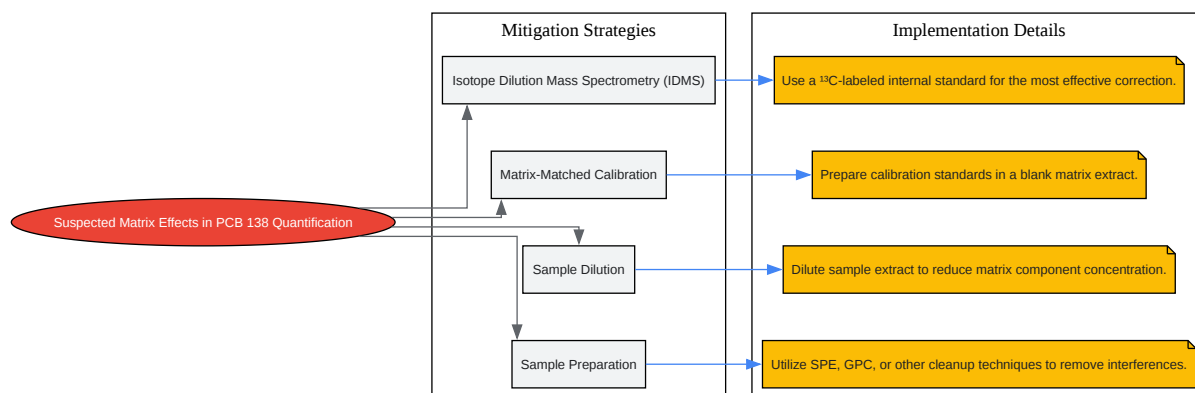 Mitigation Strategies
Implementation Details
Isotope Dilution Mass Spectrometry (IDMS)
Use a ¹³C-labeled internal standard for the most effective correction.
Matrix-Matched Calibration
Prepare calibration standards in a blank matrix extract.
Suspected Matrix Effects in PCB 138 Quantification
Sample Dilution
Dilute sample extract to reduce matrix component concentration.
Sample Preparation
Utilize SPE, GPC, or other cleanup techniques to remove interferences.